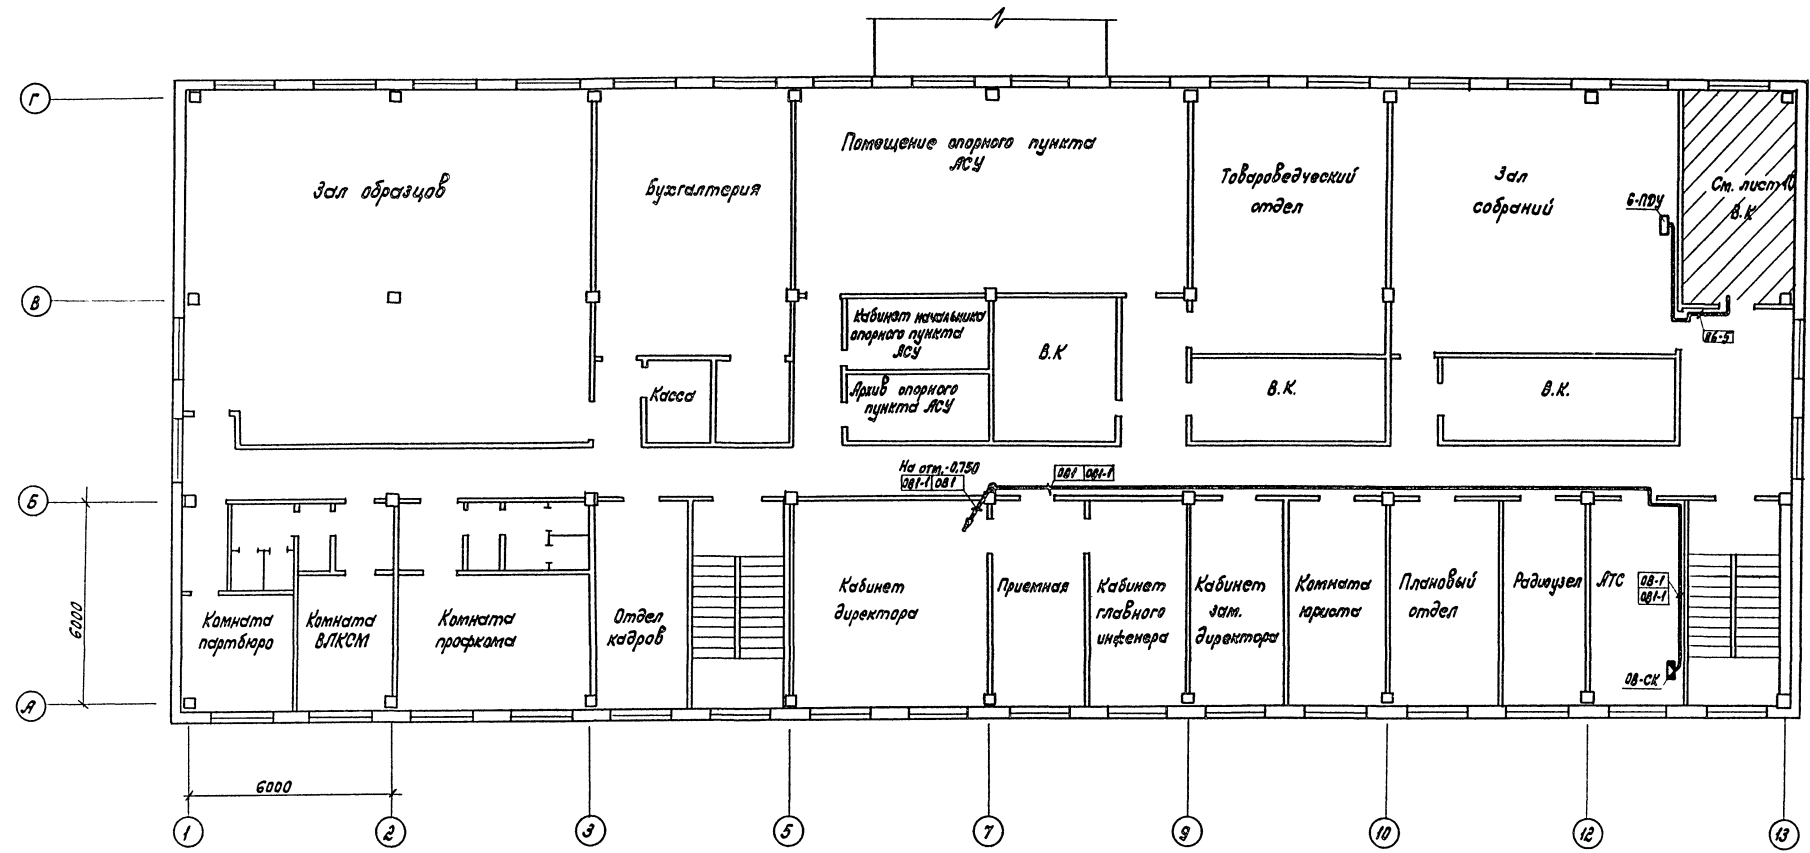 Г
Помещение опорного пункта
АСУ
Зал образцов
Бухгалтерия
Товароведческий
отдел
Зал
собраний
6-ПДУ
См. лист 10
В.К
В
Кабинет начальника
опорного пункта
АСУ
В.К
Архив опорного
пункта АСУ
Касса
В.К.
В.К.
Б
На отм.-0,750
ОВ1-1 ОВ1
ОВ1 ОВ1-1
6000
Комната
партбюро
Комната
ВЛКСМ
Комната
профкома
Отдел
кадров
Кабинет
директора
Приемная
Кабинет
главного
инженера
Кабинет
зам.
директора
Комната
юриста
Плановый
отдел
Радиоузел
АТС
ОВ-1
ОВ1-1
ОВ-СК
А
6000
1
2
3
5
7
9
10
12
13